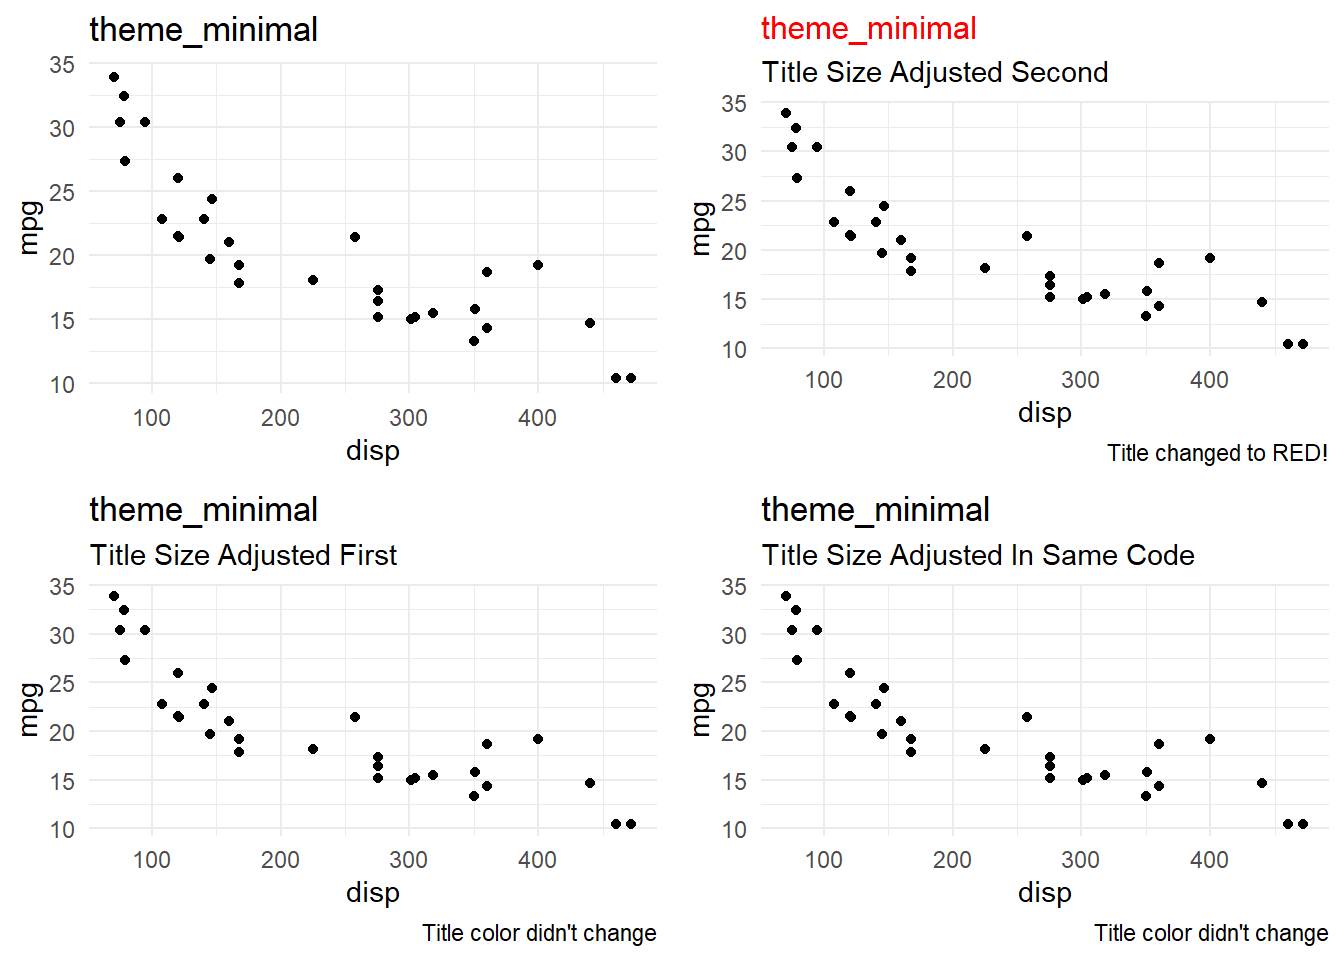 theme_minimal
35
30
25
20
15
10
mpg
100 200 300 400
disp
theme_minimal
Title Size Adjusted Second
35
30
25
20
15
10
mpg
100 200 300 400
disp
Title changed to RED!
theme_minimal
Title Size Adjusted First
35
30
25
20
15
10
mpg
100 200 300 400
disp
Title color didn't change
theme_minimal
Title Size Adjusted In Same Code
35
30
25
20
15
10
mpg
100 200 300 400
disp
Title color didn't change